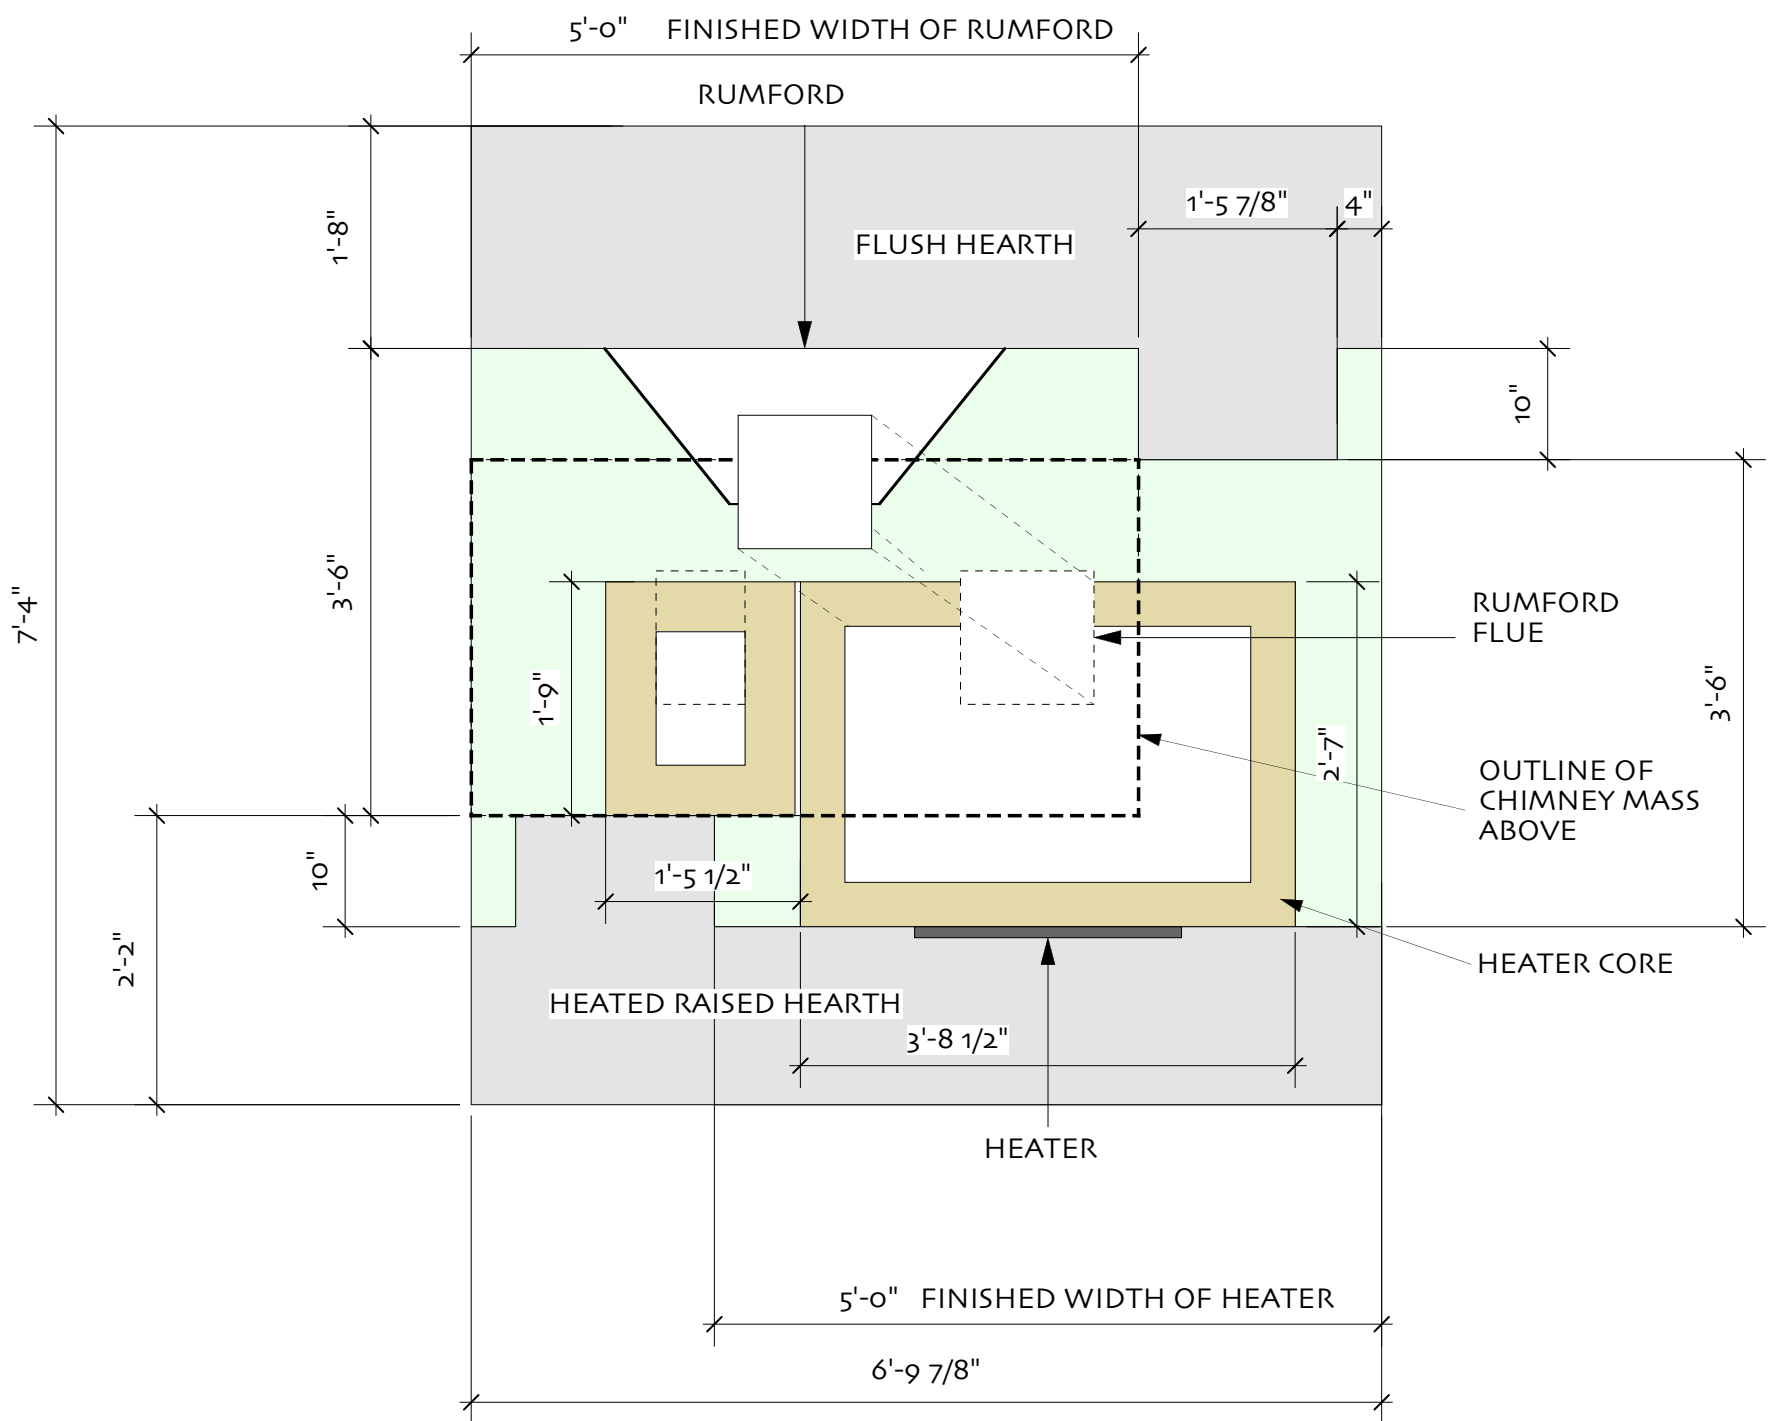 5'-0" FINISHED WIDTH OF RUMFORD
RUMFORD
1'-5 7/8"
4"
1'-8"
FLUSH HEARTH
10"
7'-4"
3'-6"
RUMFORD
FLUE
1'-9"
3'-6"
2'-7"
OUTLINE OF
CHIMNEY MASS
ABOVE
10"
1'-5 1/2"
2'-2"
HEATER CORE
HEATED RAISED HEARTH
3'-8 1/2"
HEATER
5'-0" FINISHED WIDTH OF HEATER
6'-9 7/8"